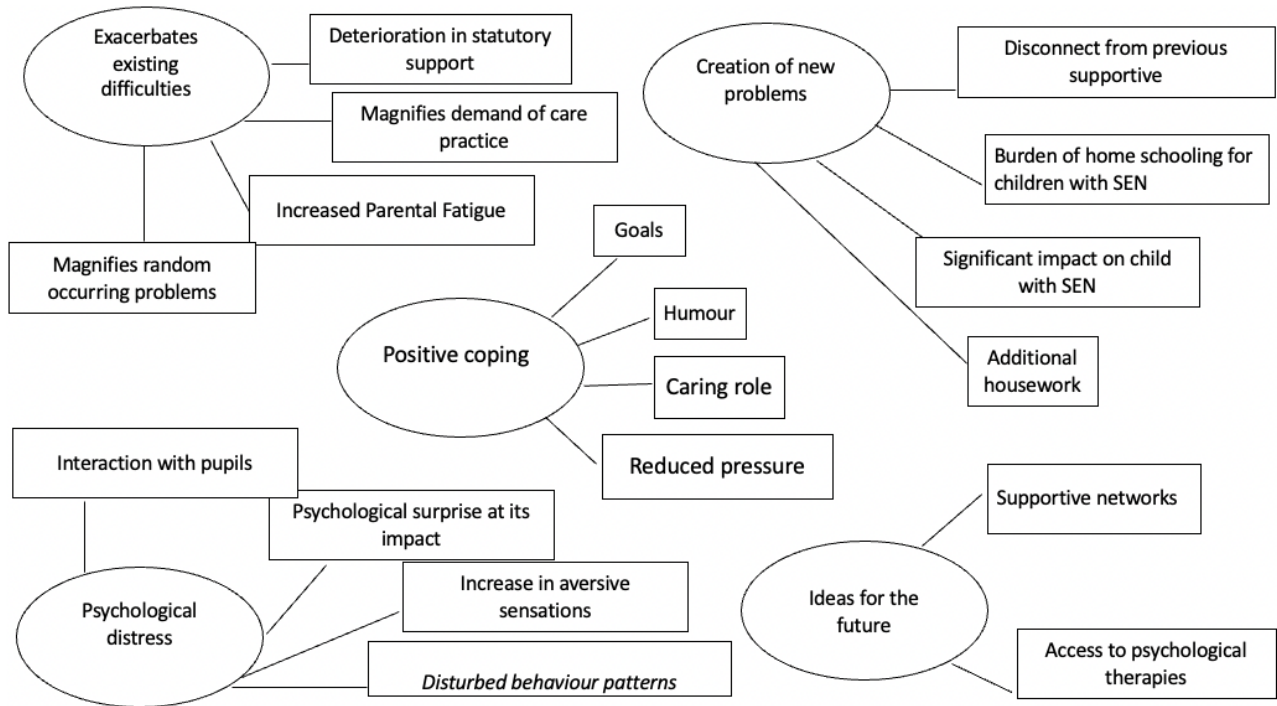 Exacerbates
existing
difficulties
Deterioration in statutory
support
Magnifies demand of care
practice
Increased Parental Fatigue
Magnifies random
occurring problems
Creation of new
problems
Disconnect from previous
supportive
Burden of home schooling for
children with SEN
Significant impact on child
with SEN
Additional
housework
Positive coping
Goals
Humour
Caring role
Reduced pressure
Psychological
distress
Interaction with pupils
Psychological surprise at its
impact
Increase in aversive
sensations
Disturbed behaviour patterns
Ideas for the
future
Supportive networks
Access to psychological
therapies